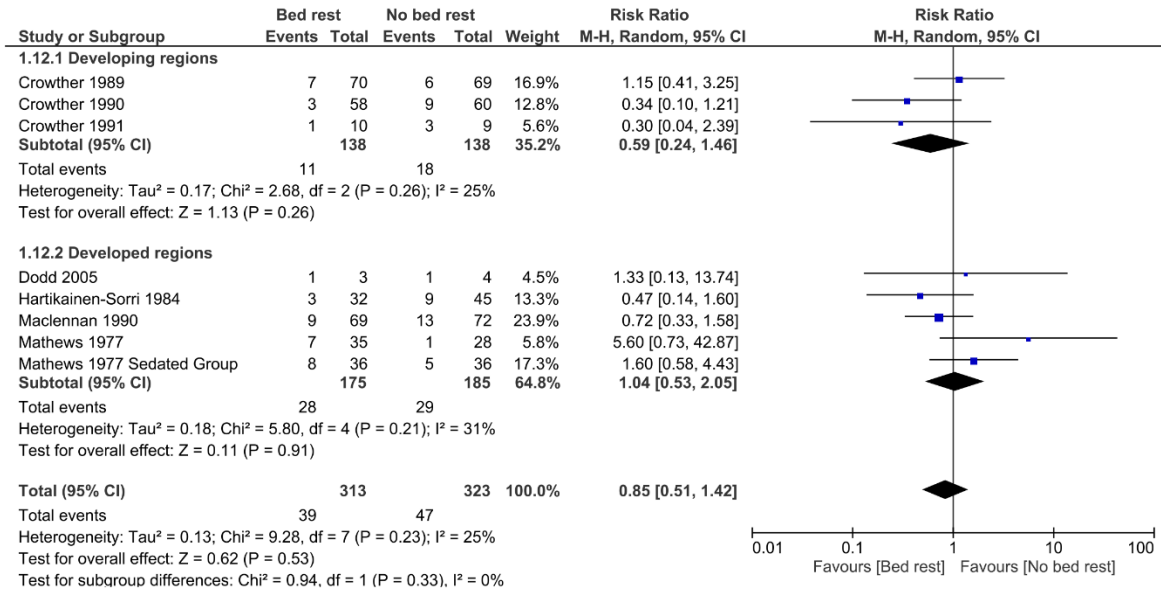 Bed rest No bed rest Risk Ratio Risk Ratio
Study or Subgroup Events Total Events Total Weight M-H, Random, 95% CI M-H, Random, 95% CI
1.12.1 Developing regions
Crowther 1989 7 70 6 69 16.9% 1.15 [0.41, 3.25]
Crowther 1990 3 58 9 60 12.8% 0.34 [0.10, 1.21]
Crowther 1991 1 10 3 9 5.6% 0.30 [0.04, 2.39]
Subtotal (95% CI) 138 138 35.2% 0.59 [0.24, 1.46]
Total events 11 18
Heterogeneity: Tau² = 0.17; Chi² = 2.68, df = 2 (P = 0.26); I² = 25%
Test for overall effect: Z = 1.13 (P = 0.26)
1.12.2 Developed regions
Dodd 2005 1 3 1 4 4.5% 1.33 [0.13, 13.74]
Hartikainen-Sorri 1984 3 32 9 45 13.3% 0.47 [0.14, 1.60]
Maclennan 1990 9 69 13 72 23.9% 0.72 [0.33, 1.58]
Mathews 1977 7 35 1 28 5.8% 5.60 [0.73, 42.87]
Mathews 1977 Sedated Group 8 36 5 36 17.3% 1.60 [0.58, 4.43]
Subtotal (95% CI) 175 185 64.8% 1.04 [0.53, 2.05]
Total events 28 29
Heterogeneity: Tau² = 0.18; Chi² = 5.80, df = 4 (P = 0.21); I² = 31%
Test for overall effect: Z = 0.11 (P = 0.91)
Total (95% CI) 313 323 100.0% 0.85 [0.51, 1.42]
Total events 39 47
Heterogeneity: Tau² = 0.13; Chi² = 9.28, df = 7 (P = 0.23); I² = 25%
Test for overall effect: Z = 0.62 (P = 0.53)
Test for subgroup differences: Chi² = 0.94, df = 1 (P = 0.33), I² = 0%
0.01 0.1 1 10 100
Favours [Bed rest] Favours [No bed rest]